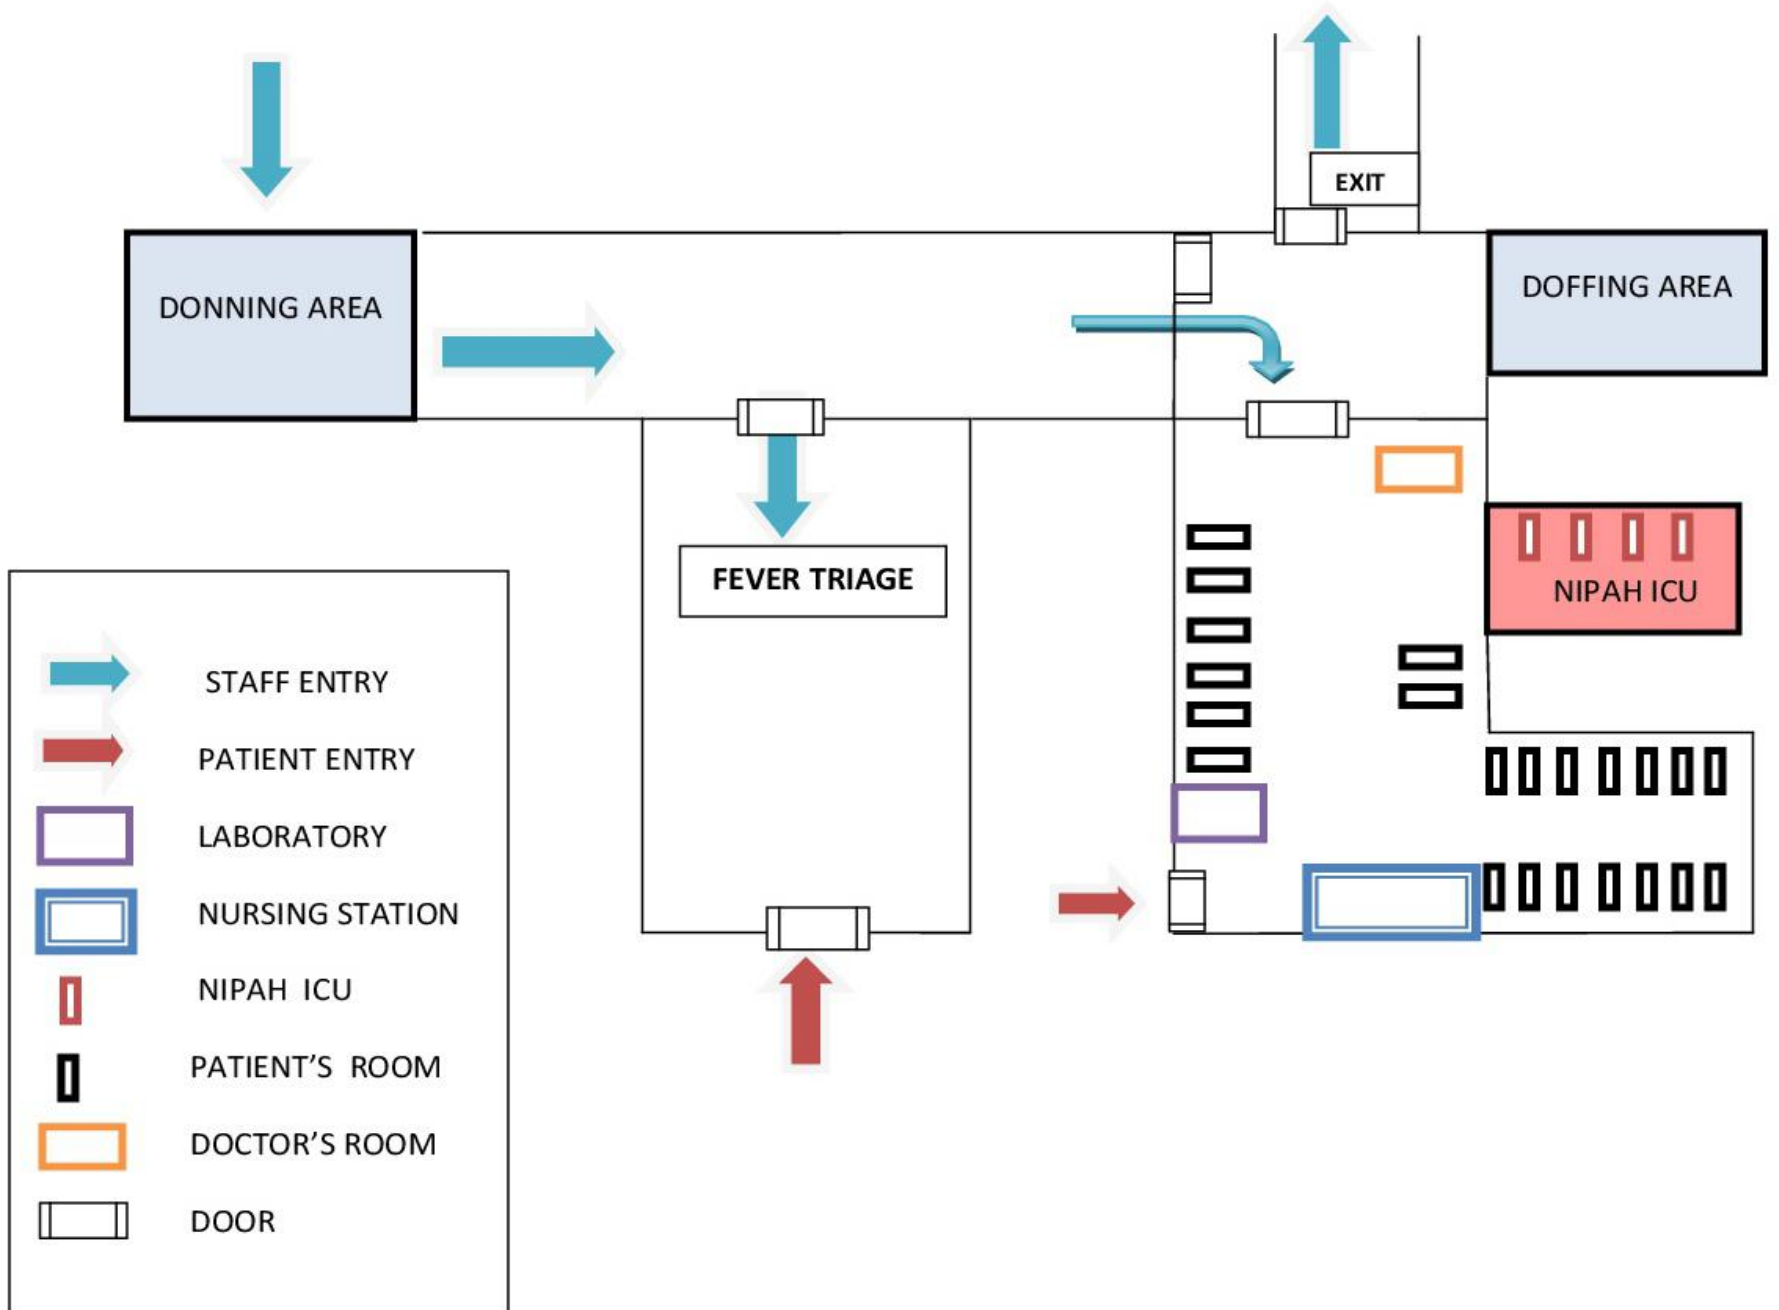 EXIT
DONNING AREA
DOFFING AREA
FEVER TRIAGE
NIPAH ICU
STAFF ENTRY
PATIENT ENTRY
LABORATORY
NURSING STATION
NIPAH ICU
PATIENT’S ROOM
DOCTOR’S ROOM
DOOR